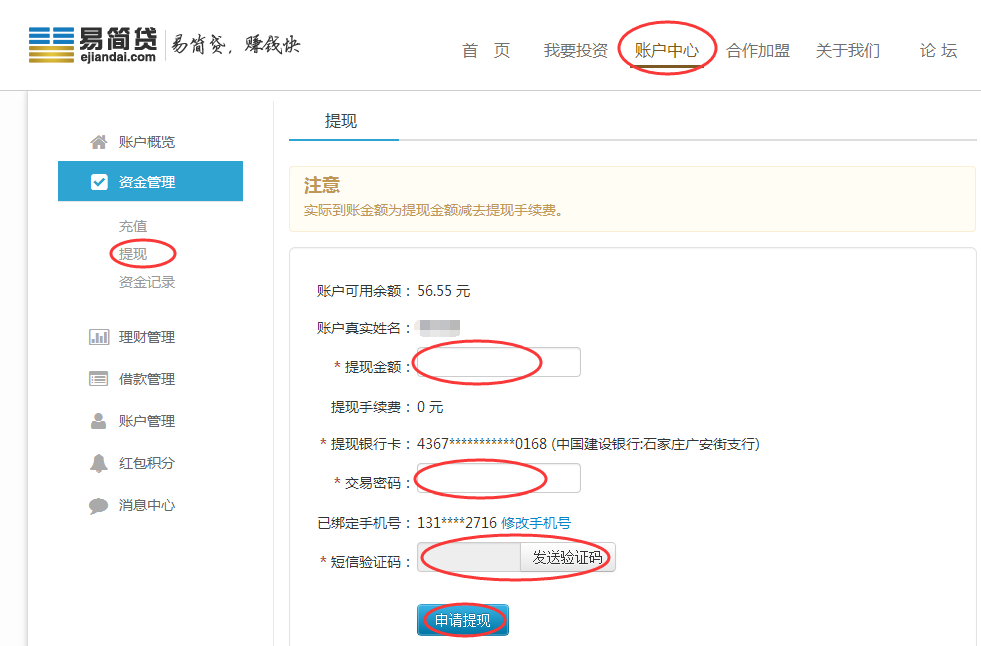 易简贷
ejiandai.com
易简贷，赚钱快
首 页 我要投资 账户中心 合作加盟 关于我们 论 坛
账户概览
资金管理
充值
提现
资金记录
理财管理
借款管理
账户管理
红包积分
消息中心
提现
注意
实际到账金额为提现金额减去提现手续费。
账户可用余额： 56.55 元
账户真实姓名：
* 提现金额：
提现手续费： 0 元
* 提现银行卡： 4367***********0168 (中国建设银行:石家庄广安街支行)
* 交易密码：
已绑定手机号： 131****2716 修改手机号
* 短信验证码： 发送验证码
申请提现